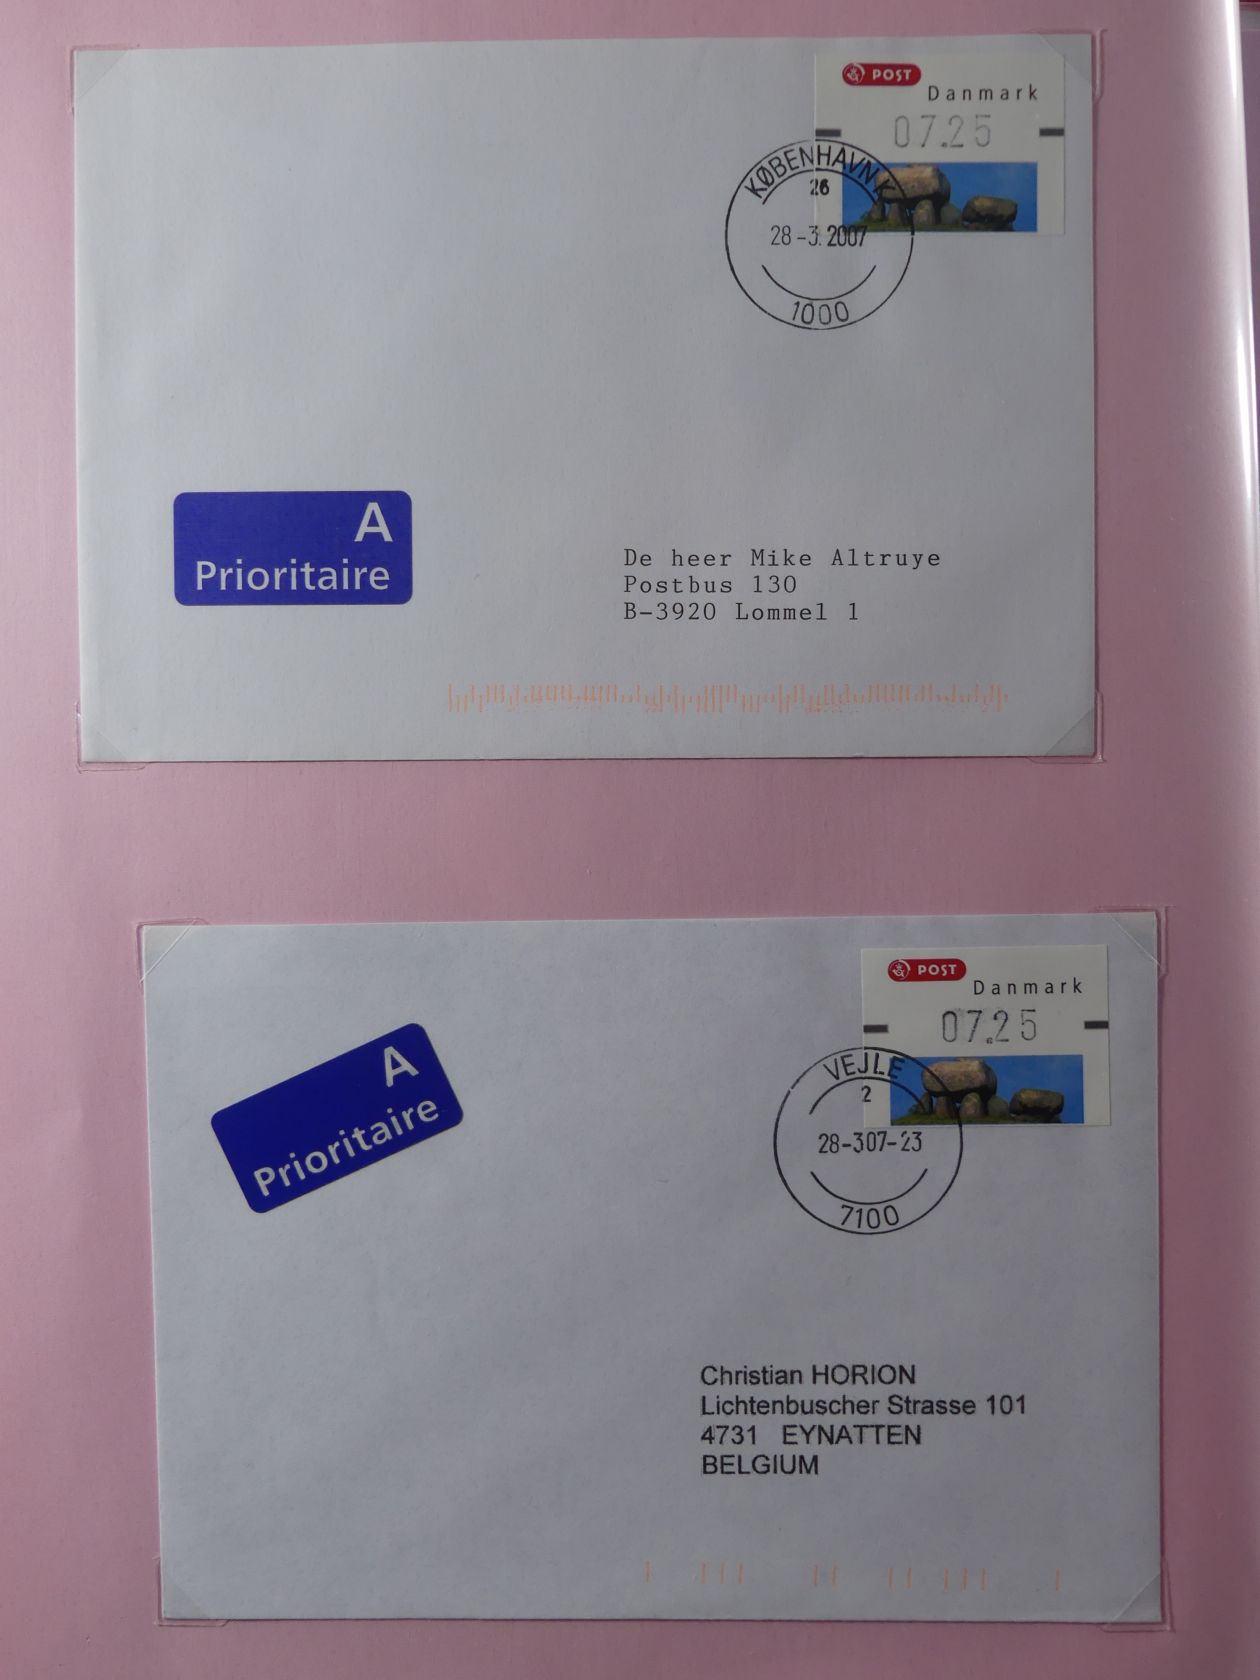 POST
Danmark
07.25
KØBENHAVN K
26
28-3.2007
1000
A
Prioritaire
De heer Mike Altruye
Postbus 130
B-3920 Lommel 1
POST
Danmark
07.25
VEJLE
2
28-307-23
7100
A
Prioritaire
Christian HORION
Lichtenbuscher Strasse 101
4731 EYNATTEN
BELGIUM